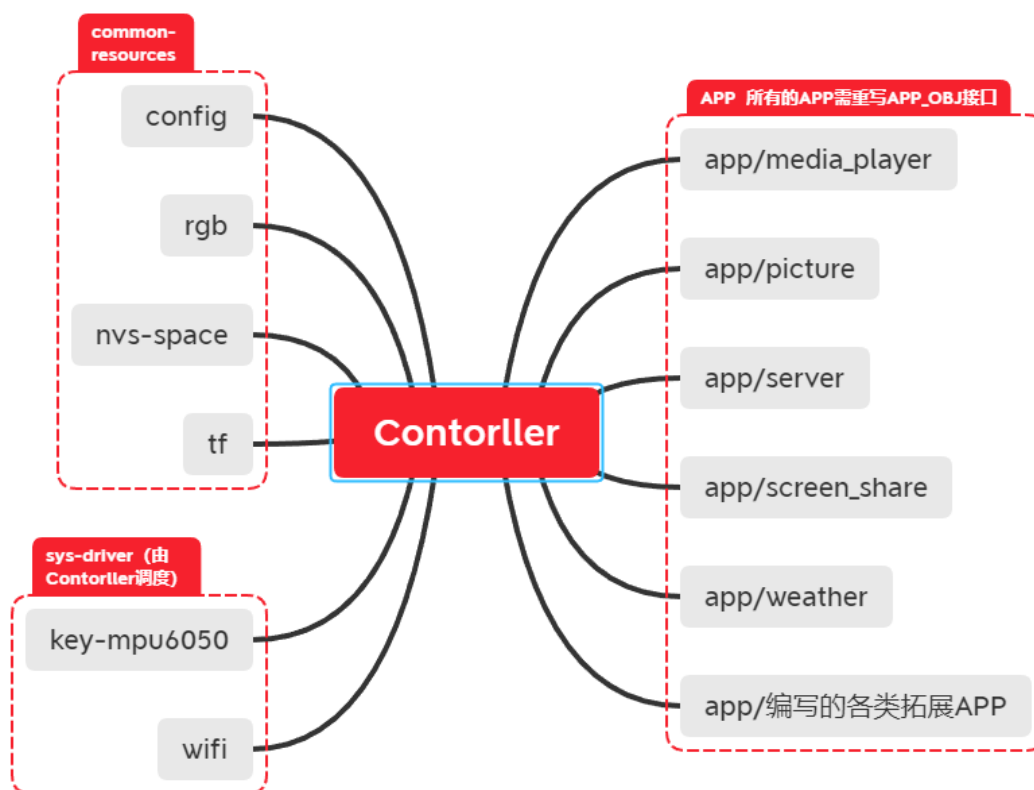 common-
resources
config
rgb
nvs-space
tf
sys-driver（由
Contorller调度）
key-mpu6050
wifi
Contorller
APP 所有的APP需重写APP_OBJ接口
app/media_player
app/picture
app/server
app/screen_share
app/weather
app/编写的各类拓展APP